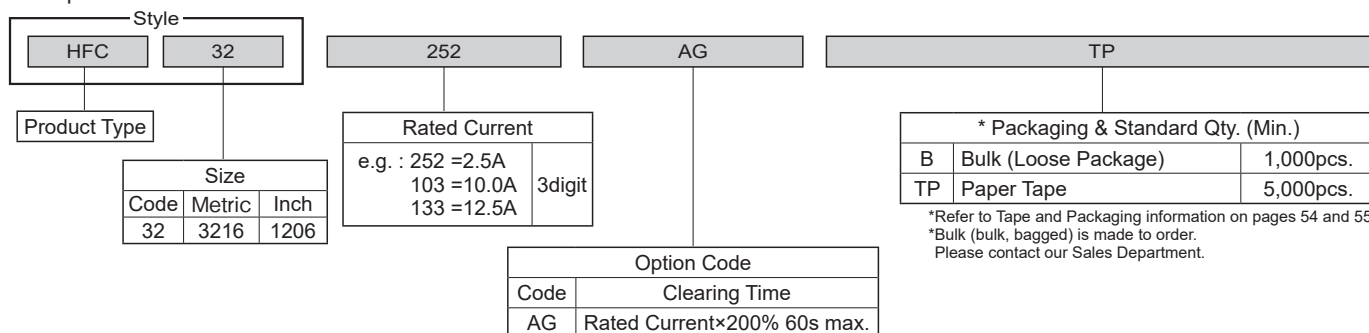 Style
HFC 32 252 AG TP
Product Type
Size
Code Metric Inch
32 3216 1206
Rated Current
e.g. : 252 =2.5A
103 =10.0A
133 =12.5A
3digit
Option Code
Code Clearing Time
AG Rated Current×200% 60s max.
* Packaging & Standard Qty. (Min.)
B Bulk (Loose Package) 1,000pcs.
TP Paper Tape 5,000pcs.
*Refer to Tape and Packaging information on pages 54 and 55
*Bulk (bulk, bagged) is made to order.
Please contact our Sales Department.